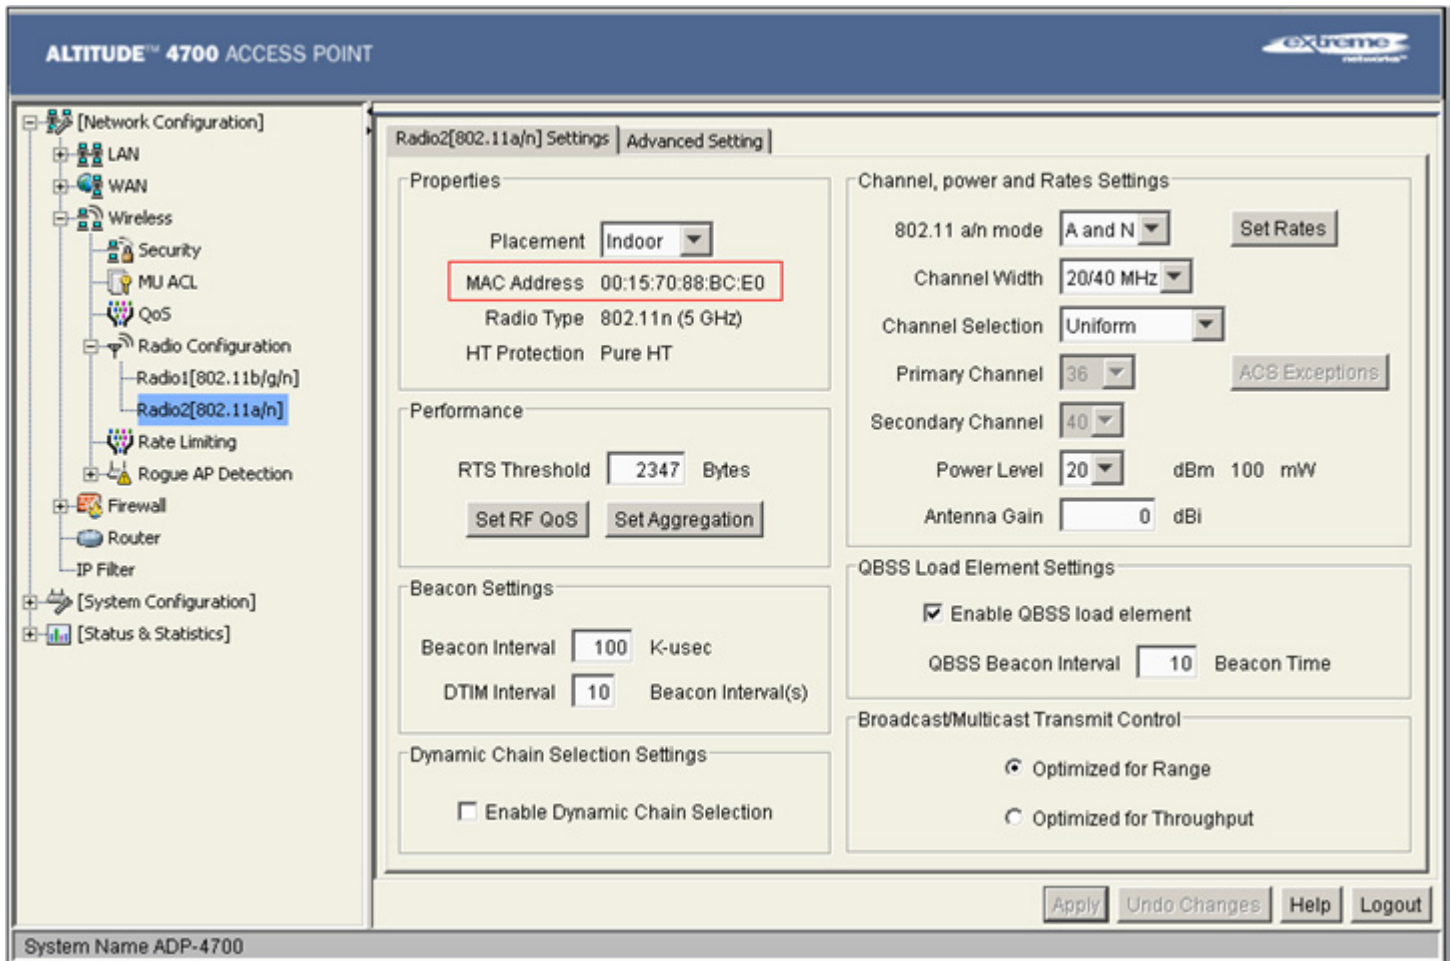 ALTITUDE™ 4700 ACCESS POINT
extreme networks™
[Network Configuration]
LAN
WAN
Wireless
Security
MU ACL
QoS
Radio Configuration
Radio1[802.11b/g/n]
Radio2[802.11a/n]
Rate Limiting
Rogue AP Detection
Firewall
Router
IP Filter
[System Configuration]
[Status & Statistics]
Radio2[802.11a/n] Settings
Advanced Setting
Properties
Placement Indoor
MAC Address 00:15:70:88:BC:E0
Radio Type 802.11n (5 GHz)
HT Protection Pure HT
Performance
RTS Threshold 2347 Bytes
Set RF QoS Set Aggregation
Beacon Settings
Beacon Interval 100 K-usec
DTIM Interval 10 Beacon Interval(s)
Dynamic Chain Selection Settings
Enable Dynamic Chain Selection
Channel, power and Rates Settings
802.11 a/n mode A and N Set Rates
Channel Width 20/40 MHz
Channel Selection Uniform
Primary Channel 36 ACS Exceptions
Secondary Channel 40
Power Level 20 dBm 100 mW
Antenna Gain 0 dBi
QBSS Load Element Settings
Enable QBSS load element
QBSS Beacon Interval 10 Beacon Time
Broadcast/Multicast Transmit Control
Optimized for Range
Optimized for Throughput
Apply Undo Changes Help Logout
System Name ADP-4700